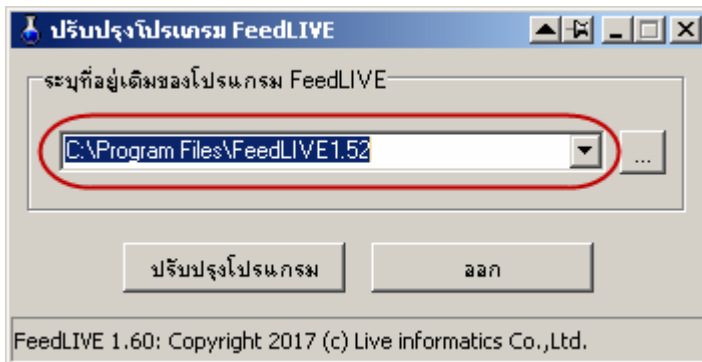 ปรับปรุงโปรแกรม FeedLIVE
ระบุที่อยู่เดิมของโปรแกรม FeedLIVE
C:\Program Files\FeedLIVE1.52
...
ปรับปรุงโปรแกรม
ออก
FeedLIVE 1.60: Copyright 2017 (c) Live informatics Co.,Ltd.